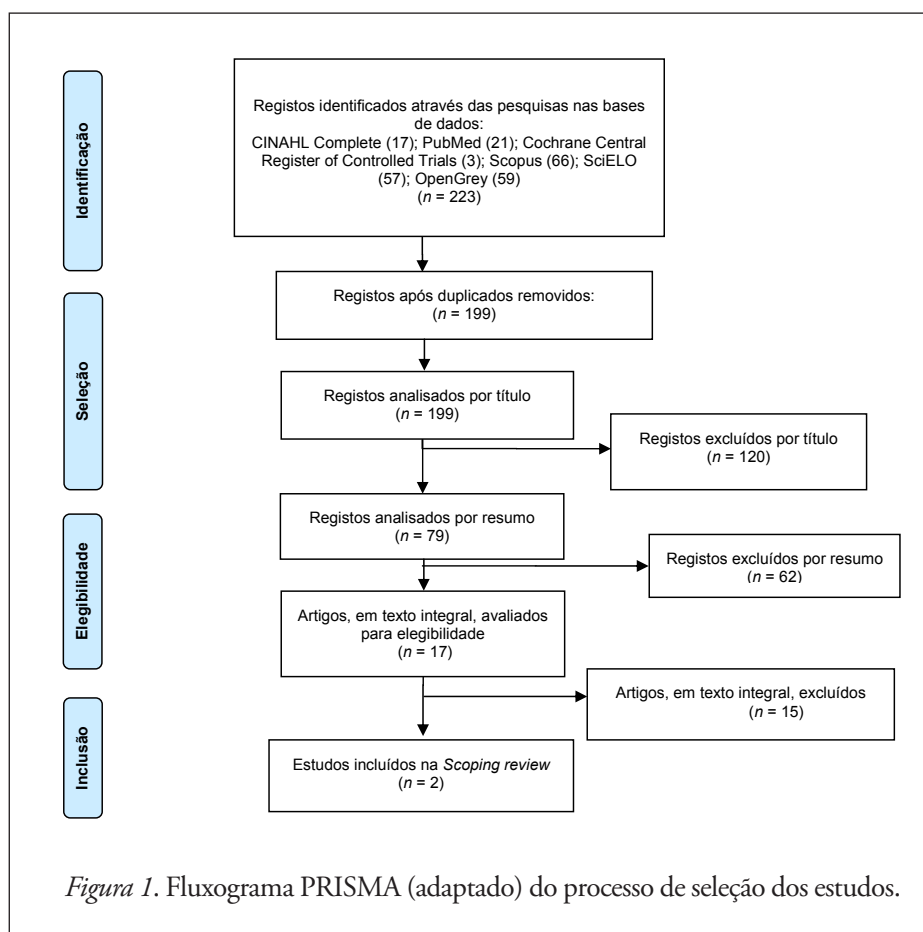 Identificação
Registos identificados através das pesquisas nas bases
de dados:
CINAHL Complete (17); PubMed (21); Cochrane Central
Register of Controlled Trials (3); Scopus (66); SciELO
(57); OpenGrey (59)
(n = 223)
Seleção
Registos após duplicados removidos:
(n = 199)
Registos analisados por título
(n = 199)
Registos excluídos por título
(n = 120)
Elegibilidade
Registos analisados por resumo
(n = 79)
Registos excluídos por resumo
(n = 62)
Artigos, em texto integral, avaliados
para elegibilidade
(n = 17)
Artigos, em texto integral, excluídos
(n = 15)
Inclusão
Estudos incluídos na Scoping review
(n = 2)
Figura 1. Fluxograma PRISMA (adaptado) do processo de seleção dos estudos.